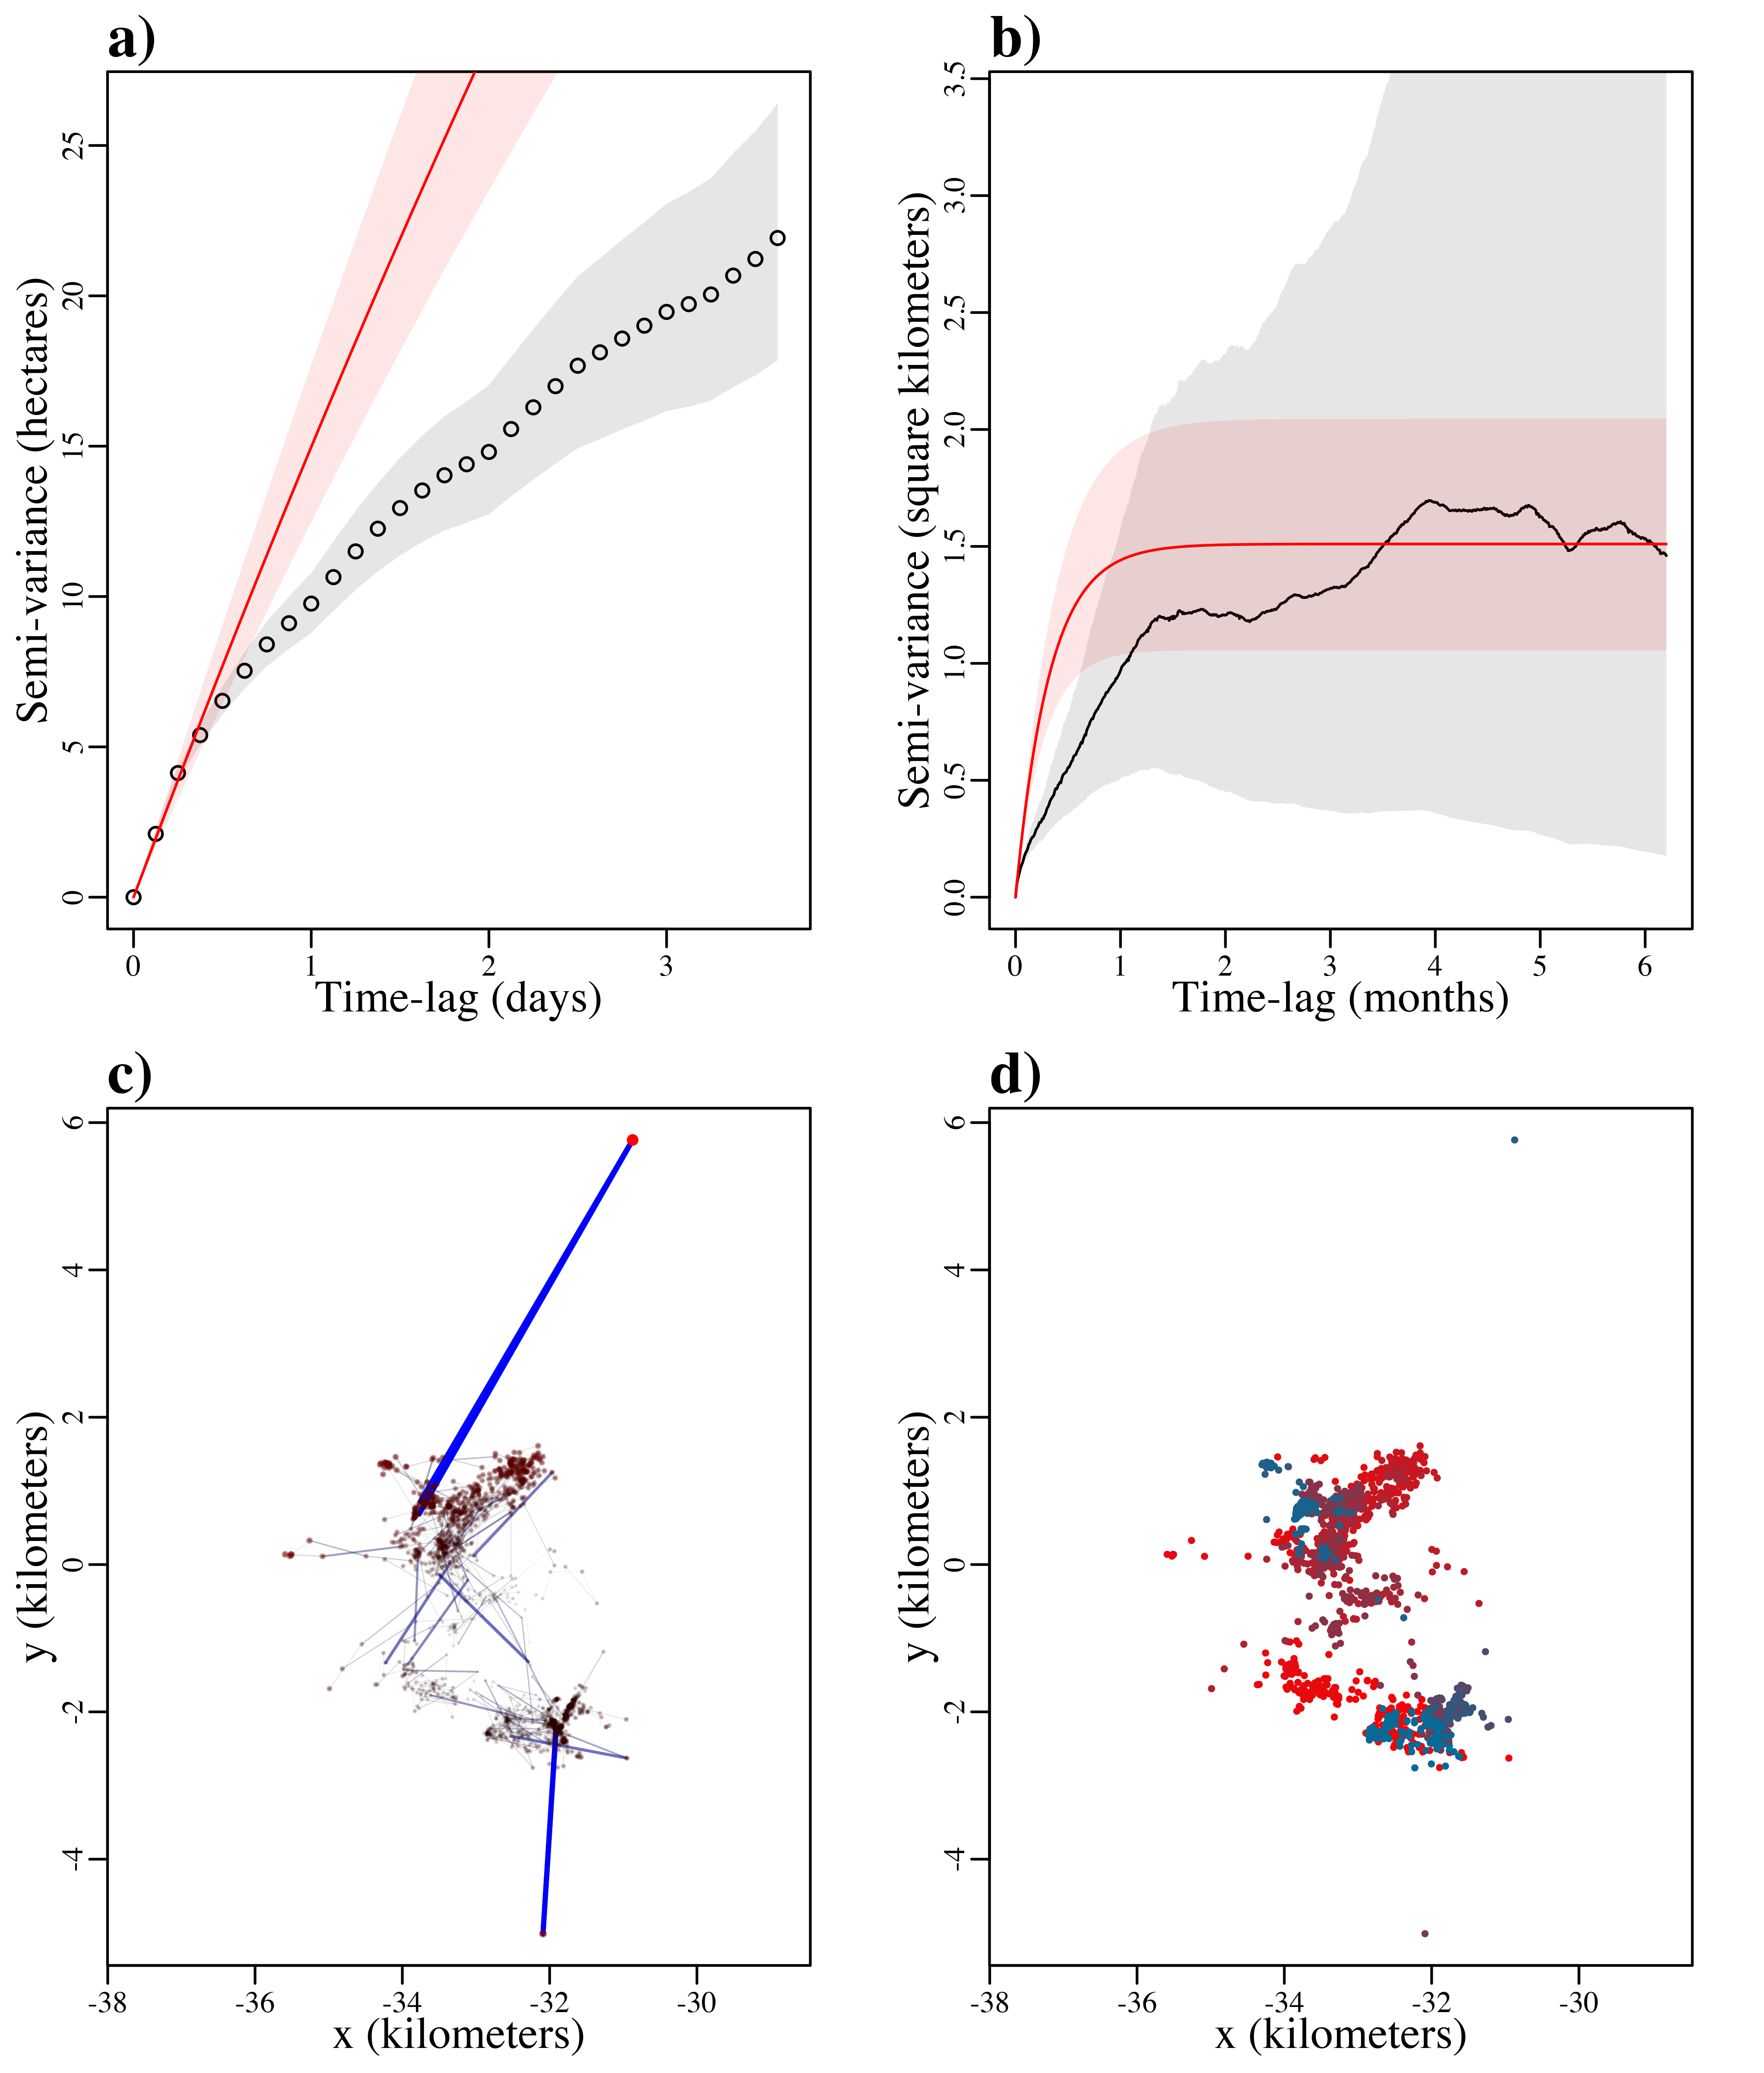 a)
Semi-variance (hectares)
0 5 10 15 20 25
0 1 2 3
Time-lag (days)
b)
Semi-variance (square kilometers)
0.0 0.5 1.0 1.5 2.0 2.5 3.0 3.5
0 1 2 3 4 5 6
Time-lag (months)
c)
y (kilometers)
-4 -2 0 2 4 6
-38 -36 -34 -32 -30
x (kilometers)
d)
y (kilometers)
-4 -2 0 2 4 6
-38 -36 -34 -32 -30
x (kilometers)